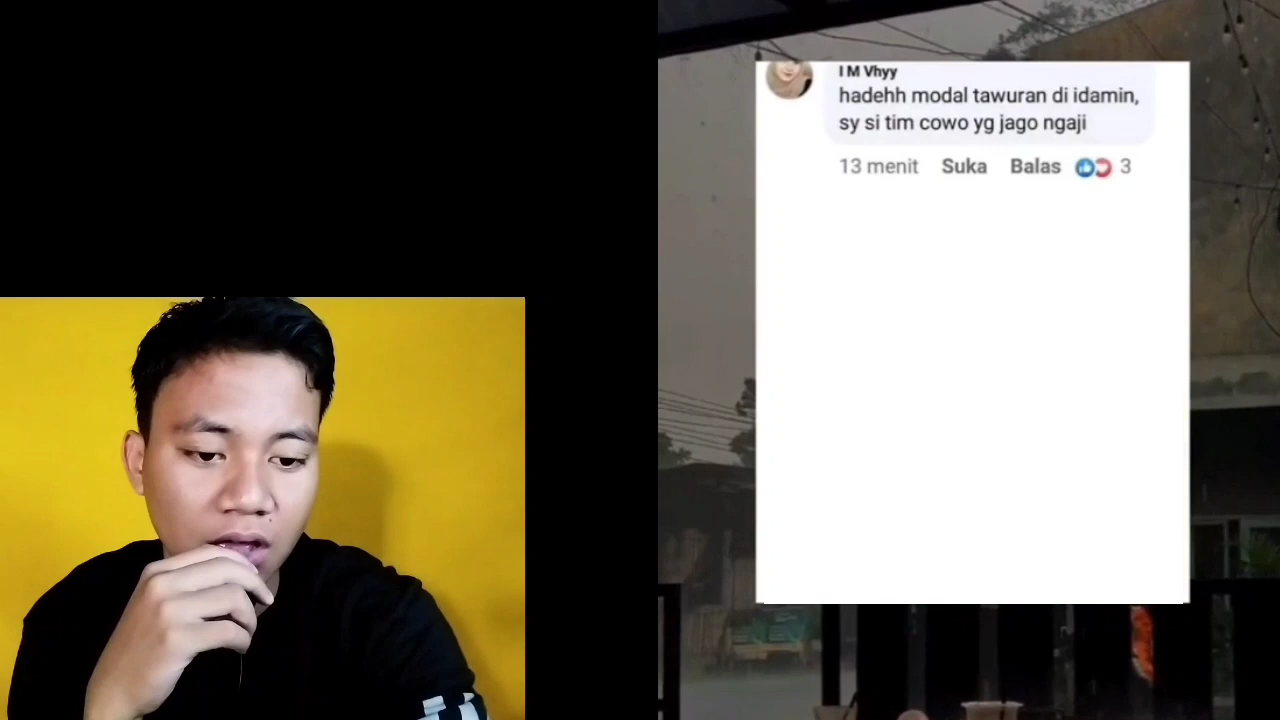 I M Vhyy
hadehh modal tawuran di idamin,
sy si tim cowo yg jago ngaji
13 menit Suka Balas 3